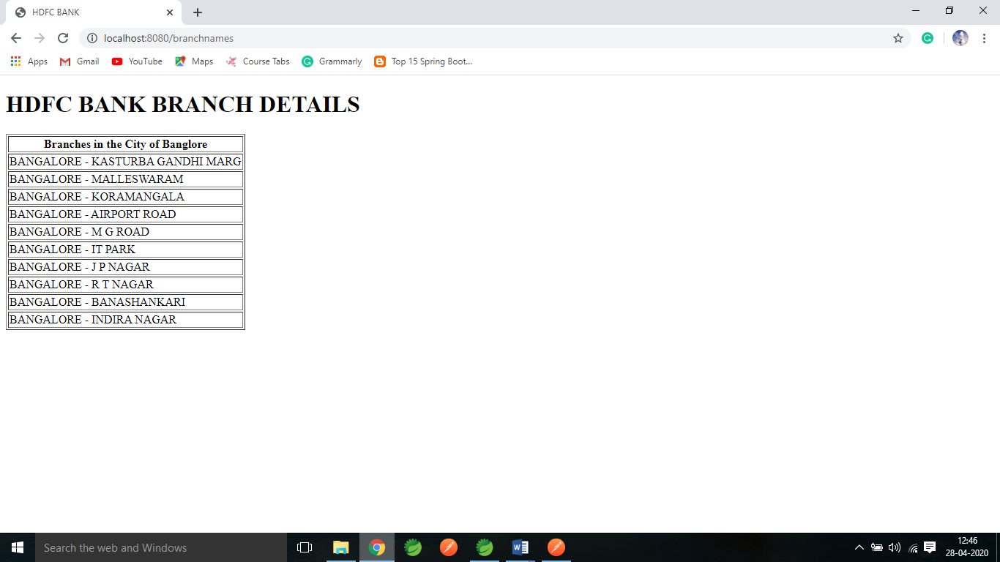 HDFC BANK
localhost:8080/branchnames
Apps Gmail YouTube Maps Course Tabs Grammarly Top 15 Spring Boot...
HDFC BANK BRANCH DETAILS
Branches in the City of Banglore
BANGALORE - KASTURBA GANDHI MARG
BANGALORE - MALLESWARAM
BANGALORE - KORAMANGALA
BANGALORE - AIRPORT ROAD
BANGALORE - M G ROAD
BANGALORE - IT PARK
BANGALORE - J P NAGAR
BANGALORE - R T NAGAR
BANGALORE - BANASHANKARI
BANGALORE - INDIRA NAGAR
Search the web and Windows
12:46
28-04-2020